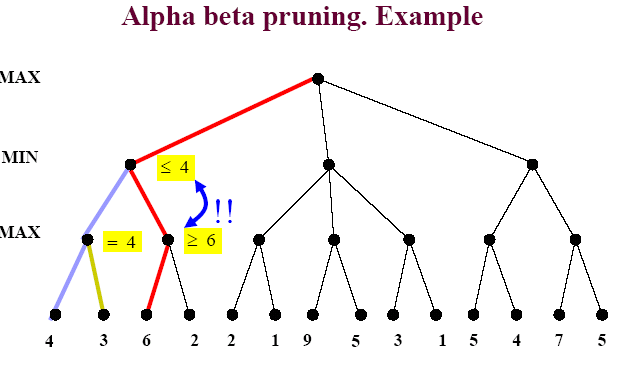 Alpha beta pruning. Example
MAX
MIN
≤ 4
!!
MAX
= 4
≥ 6
4 3 6 2 2 1 9 5 3 1 5 4 7 5